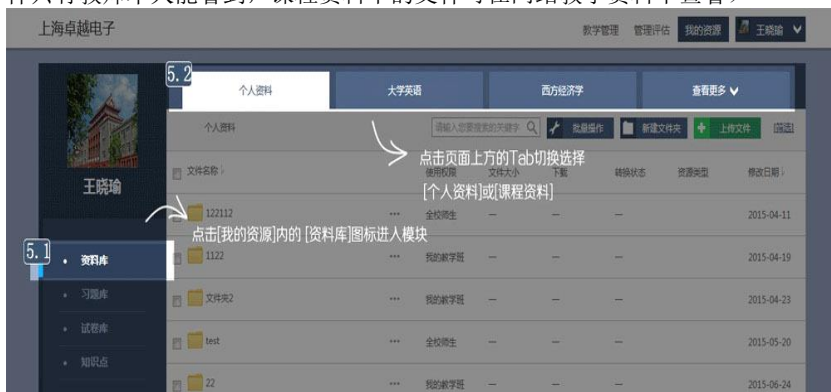 上海卓越电子
教学管理 管理评估 我的资源 王晓瑜
5.2
个人资料 大学英语 西方经济学 查看更多
个人资料 请输入您要搜索的关键字 批量操作 新建文件夹 上传文件 [筛选]
点击页面上方的Tab切换选择
文件名称 使用权限 文件大小 下载 转换状态 资源类型 修改日期
[个人资料]或[课程资料]
王晓瑜
122112 ... 全校师生 — — — 2015-04-11
点击[我的资源]内的 [资料库]图标进入模块
5.1
资料库
1122 ... 我的教学班 — — — 2015-04-19
习题库
文件夹2 ... 我的教学班 — — — 2015-04-23
试卷库
test ... 全校师生 — — — 2015-05-20
知识点
22 ... 我的教学班 — — — 2015-06-24